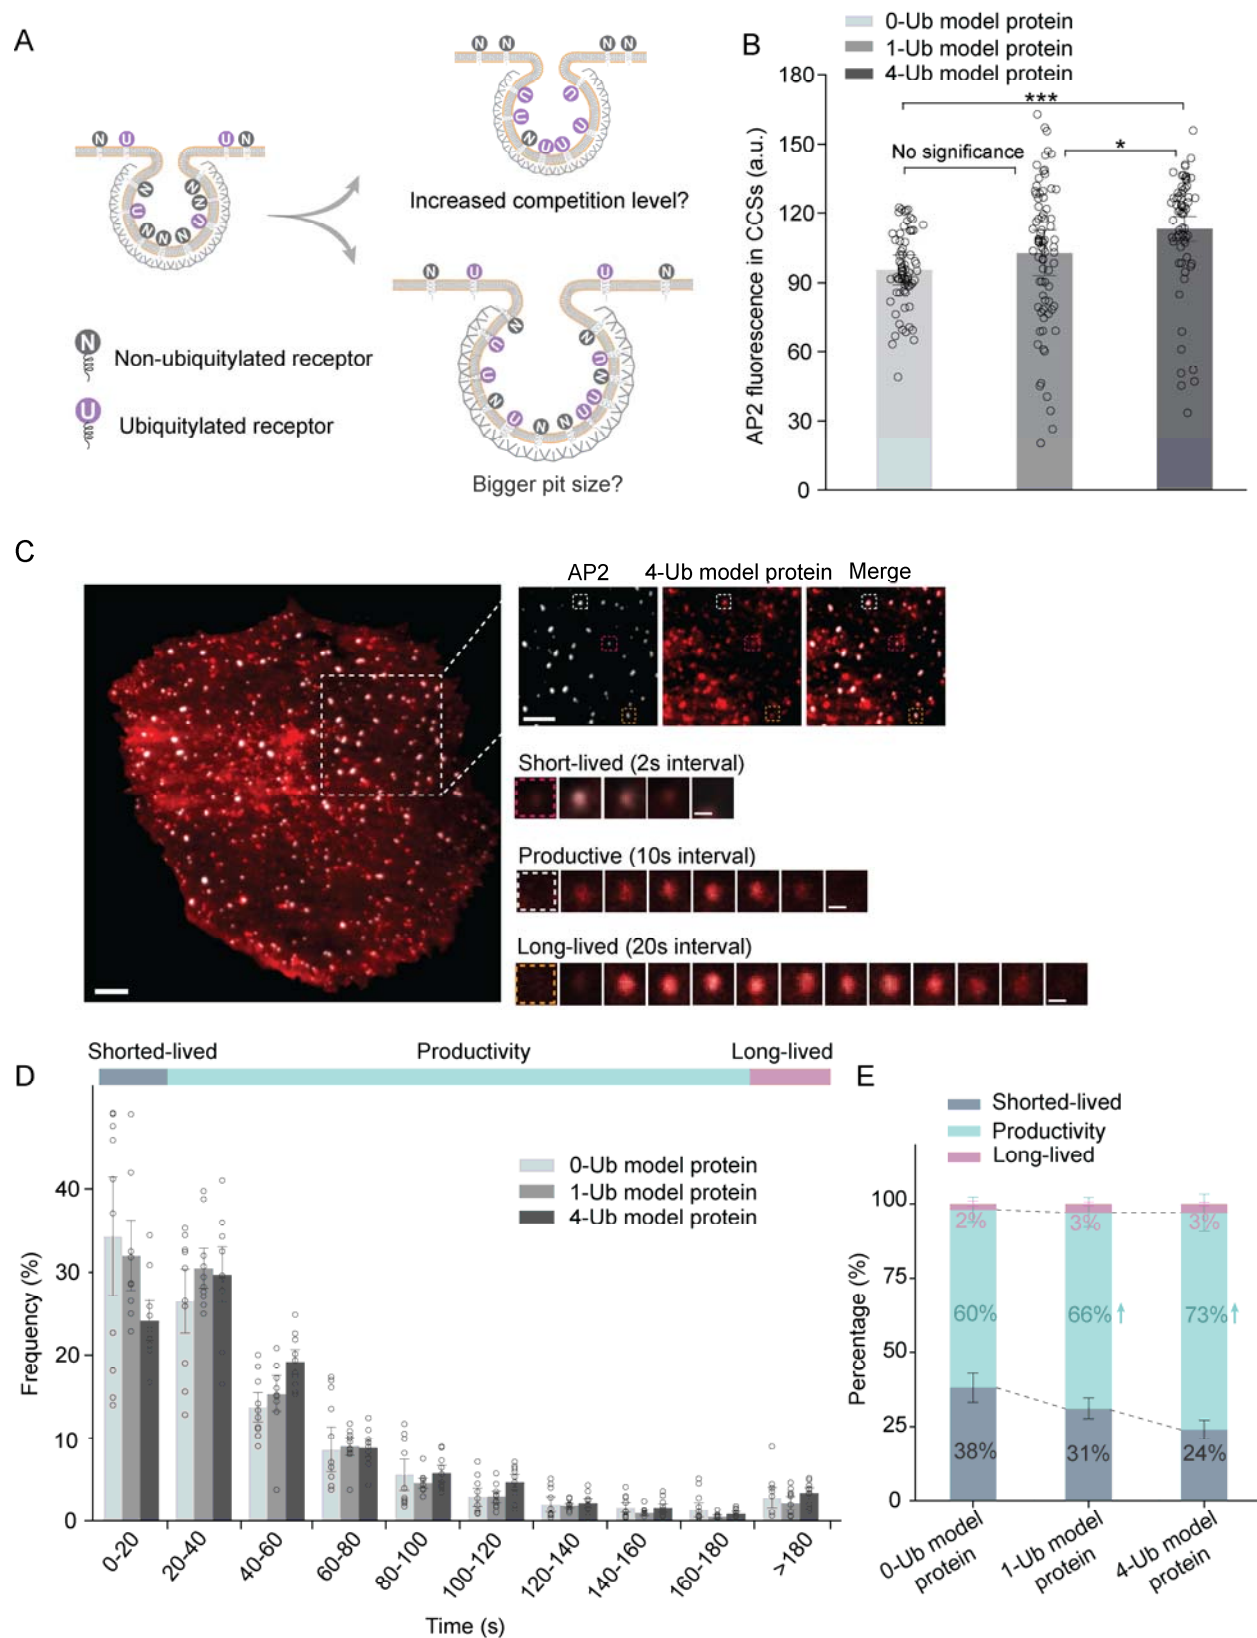 A
N N N N
U U
U U
N U U U
N U U N
N N
U U
N N N
Increased competition level?
N U U N
N N
U U
U N
N U
U N N U
Bigger pit size?
N Non-ubiquitylated receptor
U Ubiquitylated receptor
B
0-Ub model protein
1-Ub model protein
4-Ub model protein
AP2 fluorescence in CCSs (a.u.)
180
150
120
90
60
30
0
***
No significance
*
C
AP2 4-Ub model protein Merge
Short-lived (2s interval)
Productive (10s interval)
Long-lived (20s interval)
D
Shorted-lived Productivity Long-lived
0-Ub model protein
1-Ub model protein
4-Ub model protein
Frequency (%)
40
30
20
10
0
0-20 20-40 40-60 60-80 80-100 100-120 120-140 140-160 160-180 >180
Time (s)
E
Shorted-lived
Productivity
Long-lived
Percentage (%)
100
75
50
25
0
2% 3% 3%
60% 66% 73%
38% 31% 24%
0-Ub model
protein
1-Ub model
protein
4-Ub model
protein